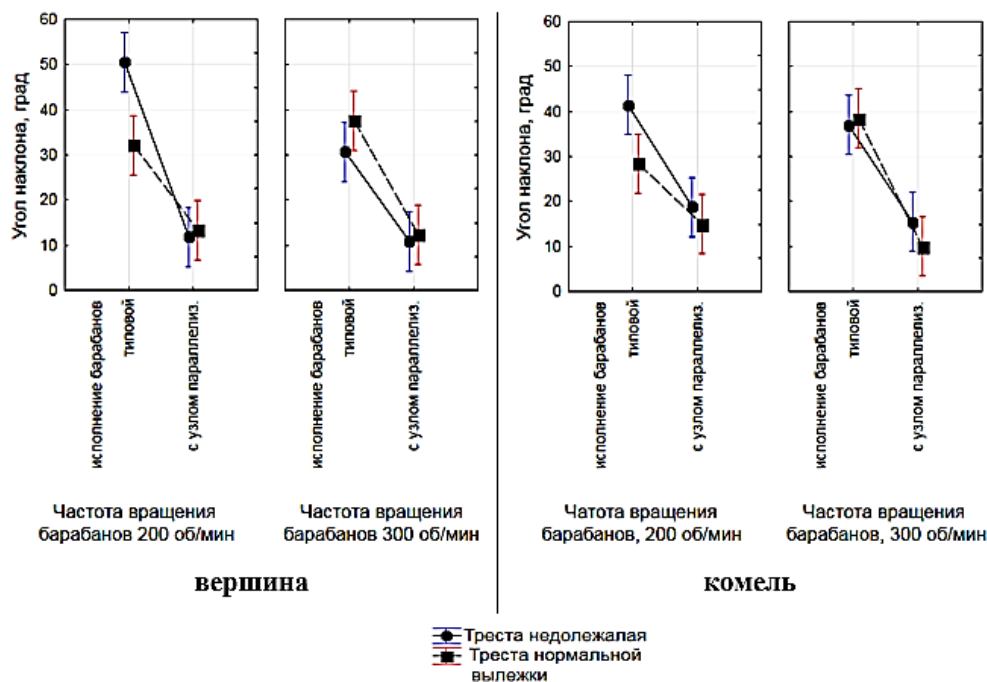 Угол наклона, град
60
50
40
30
20
10
0
исполнение барабанов
типовой
с узлом параллелиз.
исполнение барабанов
типовой
с узлом параллелиз.
Частота вращения
барабанов 200 об/мин
Частота вращения
барабанов 300 об/мин
вершина
Угол наклона, град
60
50
40
30
20
10
0
исполнение барабанов
типовой
с узлом параллелиз.
исполнение барабанов
типовой
с узлом параллелиз.
Чатота вращения
барабанов, 200 об/мин
Частота вращения
барабанов, 300 об/мин
комель
Треста недолежалая
Треста нормальной
вылежки